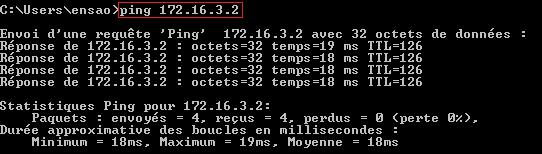 C:\Users\ensao>ping 172.16.3.2
Envoi d'une requête 'Ping'  172.16.3.2 avec 32 octets de données :
Réponse de 172.16.3.2 : octets=32 temps=19 ms TTL=126
Réponse de 172.16.3.2 : octets=32 temps=18 ms TTL=126
Réponse de 172.16.3.2 : octets=32 temps=18 ms TTL=126
Réponse de 172.16.3.2 : octets=32 temps=18 ms TTL=126
Statistiques Ping pour 172.16.3.2:
    Paquets : envoyés = 4, reçus = 4, perdus = 0 (perte 0%),
Durée approximative des boucles en millisecondes :
    Minimum = 18ms, Maximum = 19ms, Moyenne = 18ms